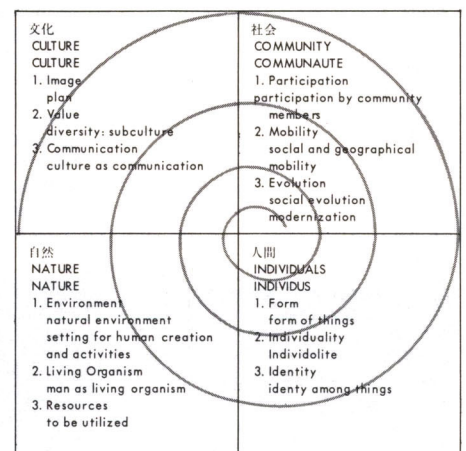 文化
CULTURE
CULTURE
1. Image
plan
2. Value
diversity: subculture
3. Communication
culture as communication
社会
COMMUNITY
COMMUNAUTE
1. Participation
participation by community
members
2. Mobility
soclal and geographical
mobility
3. Evolution
social evolution
modernization
自然
NATURE
NATURE
1. Environment
natural environment
setting for human creation
and activities
2. Living Organism
man as living organism
3. Resources
to be utilized
人間
INDIVIDUALS
INDIVIDUS
1. Form
form of things
2. Individuality
Individolite
3. Identity
identy among things